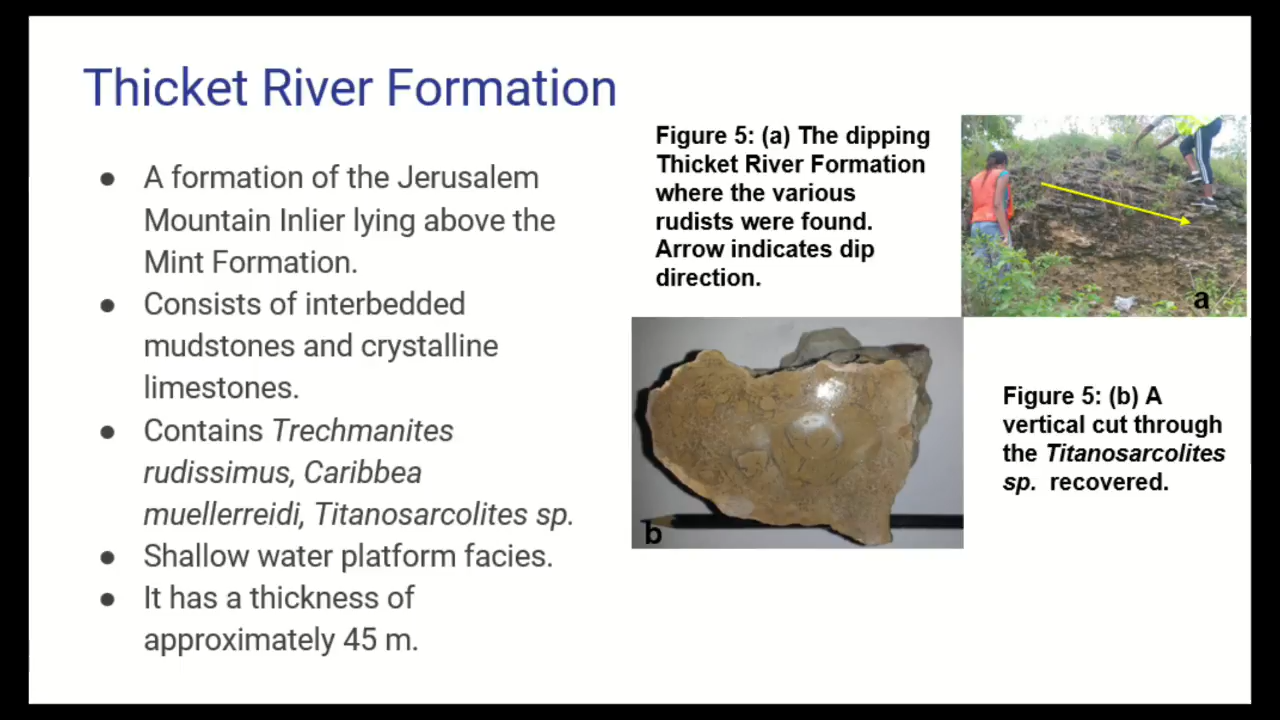 Thicket River Formation
● A formation of the Jerusalem
Mountain Inlier lying above the
Mint Formation.
● Consists of interbedded
mudstones and crystalline
limestones.
● Contains Trechmanites
rudissimus, Caribbea
muellerreidi, Titanosarcolites sp.
● Shallow water platform facies.
● It has a thickness of
approximately 45 m.
Figure 5: (a) The dipping
Thicket River Formation
where the various
rudists were found.
Arrow indicates dip
direction.
a
b
Figure 5: (b) A
vertical cut through
the Titanosarcolites
sp. recovered.